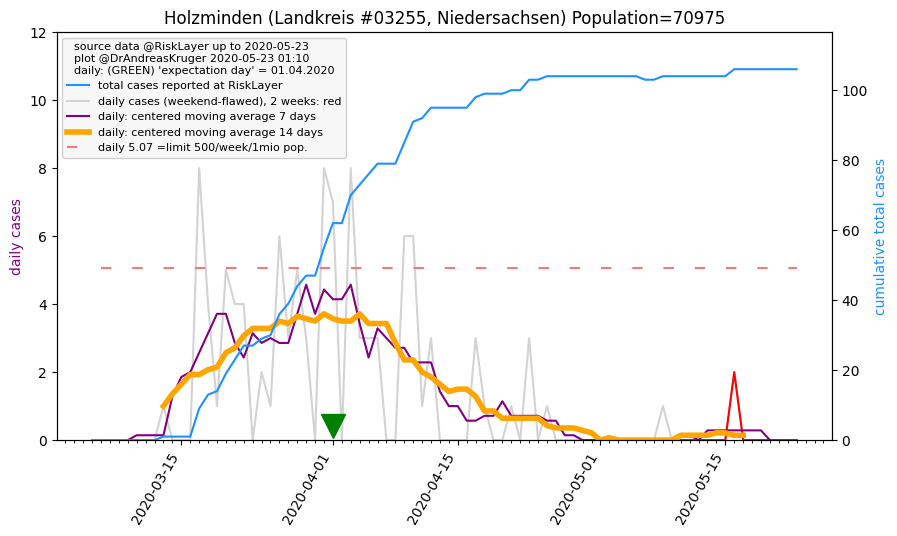 Holzminden (Landkreis #03255, Niedersachsen) Population=70975
source data @RiskLayer up to 2020-05-23
plot @DrAndreasKruger 2020-05-23 01:10
daily: (GREEN) 'expectation day' = 01.04.2020
total cases reported at RiskLayer
daily cases (weekend-flawed), 2 weeks: red
daily: centered moving average 7 days
daily: centered moving average 14 days
daily 5.07 =limit 500/week/1mio pop.
daily cases
12
10
8
6
4
2
0
cumulative total cases
100
80
60
40
20
0
2020-03-15
2020-04-01
2020-04-15
2020-05-01
2020-05-15